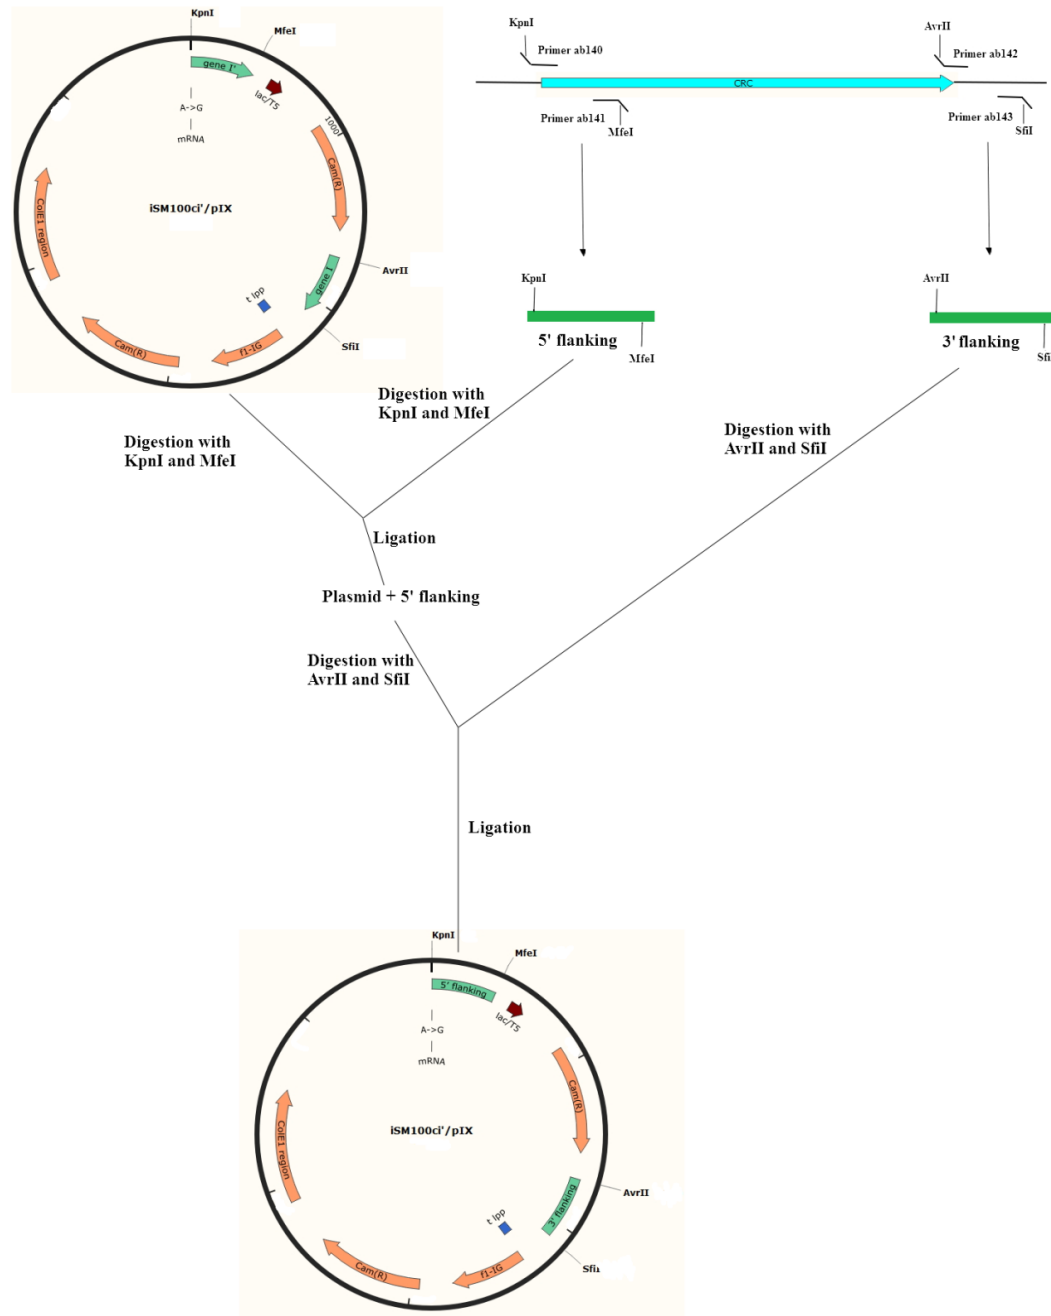 KpnI
MfeI
gene I'
lac/T5
A->G
mRNA
1000
Cam(R)
iSM100ci'/pIX
ColE1 region
AvrII
gene I
t lpp
SfiI
f1-IG
Cam(R)
KpnI
Primer ab140
AvrII
Primer ab142
CRC
Primer ab141
MfeI
Primer ab143
SfiI
KpnI
5' flanking
MfeI
AvrII
3' flanking
Sfi
Digestion with
KpnI and MfeI
Digestion with
KpnI and MfeI
Digestion with
AvrII and SfiI
Ligation
Plasmid + 5' flanking
Digestion with
AvrII and SfiI
Ligation
KpnI
MfeI
5' flanking
lac/T5
A->G
mRNA
Cam(R)
iSM100ci'/pIX
ColE1 region
AvrII
3' flanking
t lpp
SfiI
f1-IG
Cam(R)